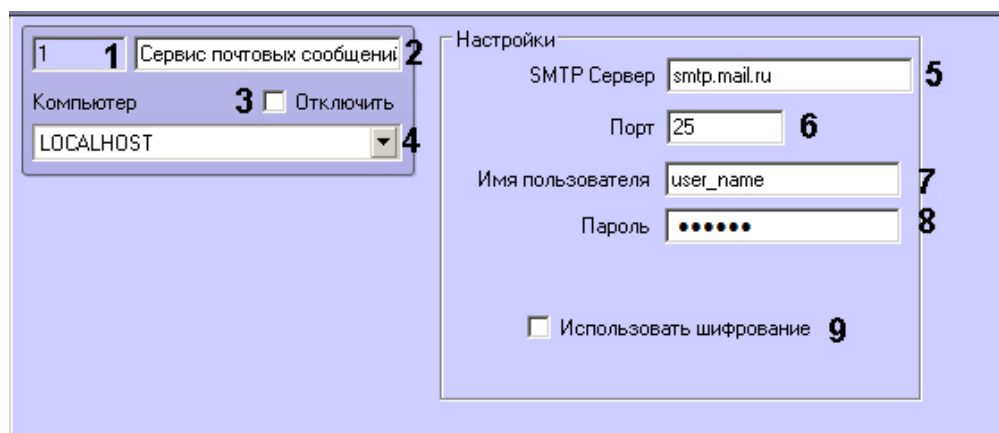 1 1 Сервис почтовых сообщений 2
Компьютер 3 Отключить
LOCALHOST 4
Настройки
SMTP Сервер smtp.mail.ru 5
Порт 25 6
Имя пользователя user_name 7
Пароль •••••• 8
Использовать шифрование 9